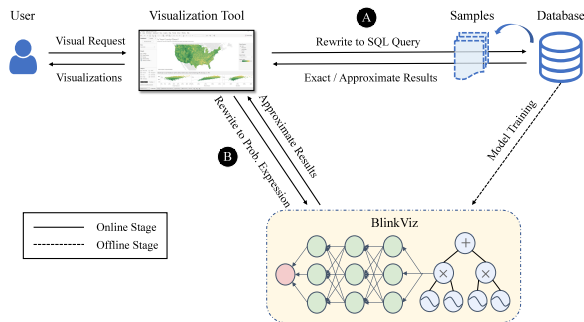 User
Visualization Tool
A
Samples
Database
Visual Request
Visualizations
Rewrite to SQL Query
Exact / Approximate Results
B
Rewrite to Prob. Expression
Approximate Results
Model Training
Online Stage
Offline Stage
BlinkViz
+
×
×